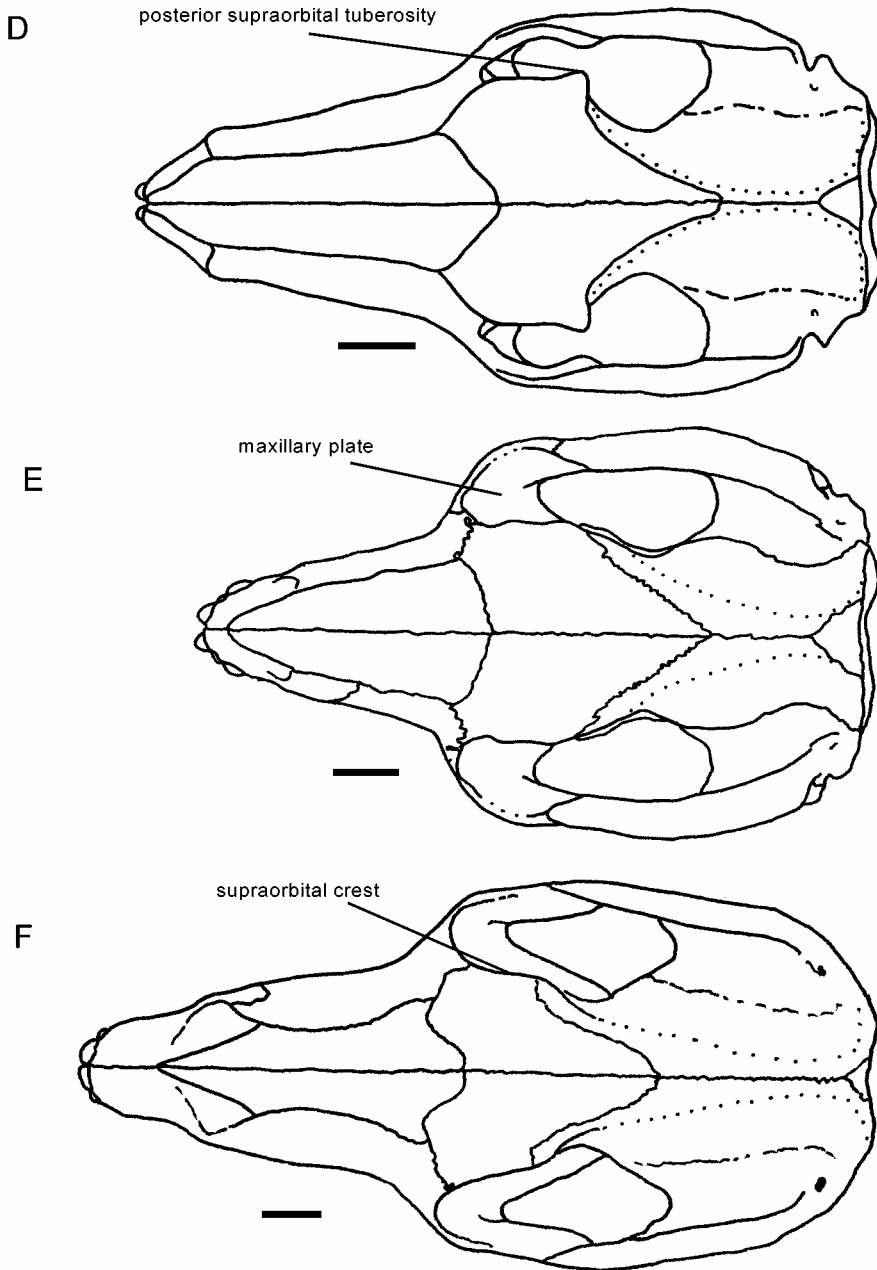 D
posterior supraorbital tuberosity
E
maxillary plate
F
supraorbital crest